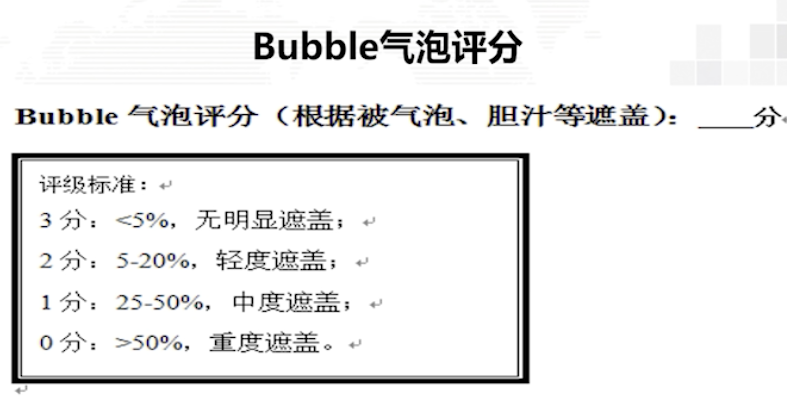 Bubble气泡评分
Bubble 气泡评分（根据被气泡、胆汁等遮盖）：____分
评级标准：
3 分：<5%，无明显遮盖；
2 分：5-20%，轻度遮盖；
1 分：25-50%，中度遮盖；
0 分：>50%，重度遮盖。